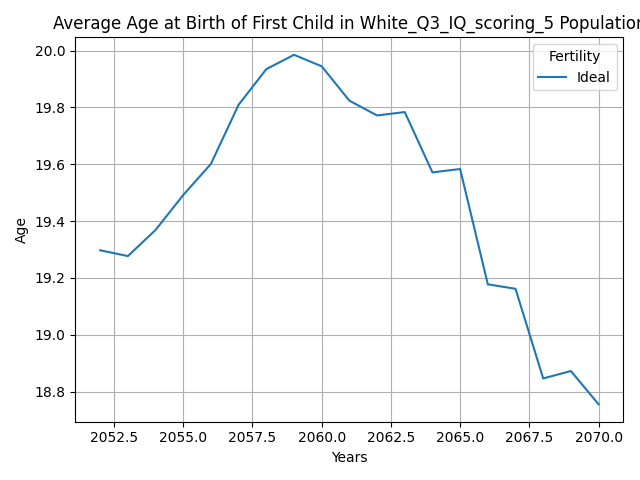 Average Age at Birth of First Child in White_Q3_IQ_scoring_5 Population
Fertility
Ideal
20.0
19.8
19.6
19.4
19.2
19.0
18.8
Age
2052.5 2055.0 2057.5 2060.0 2062.5 2065.0 2067.5 2070.0
Years